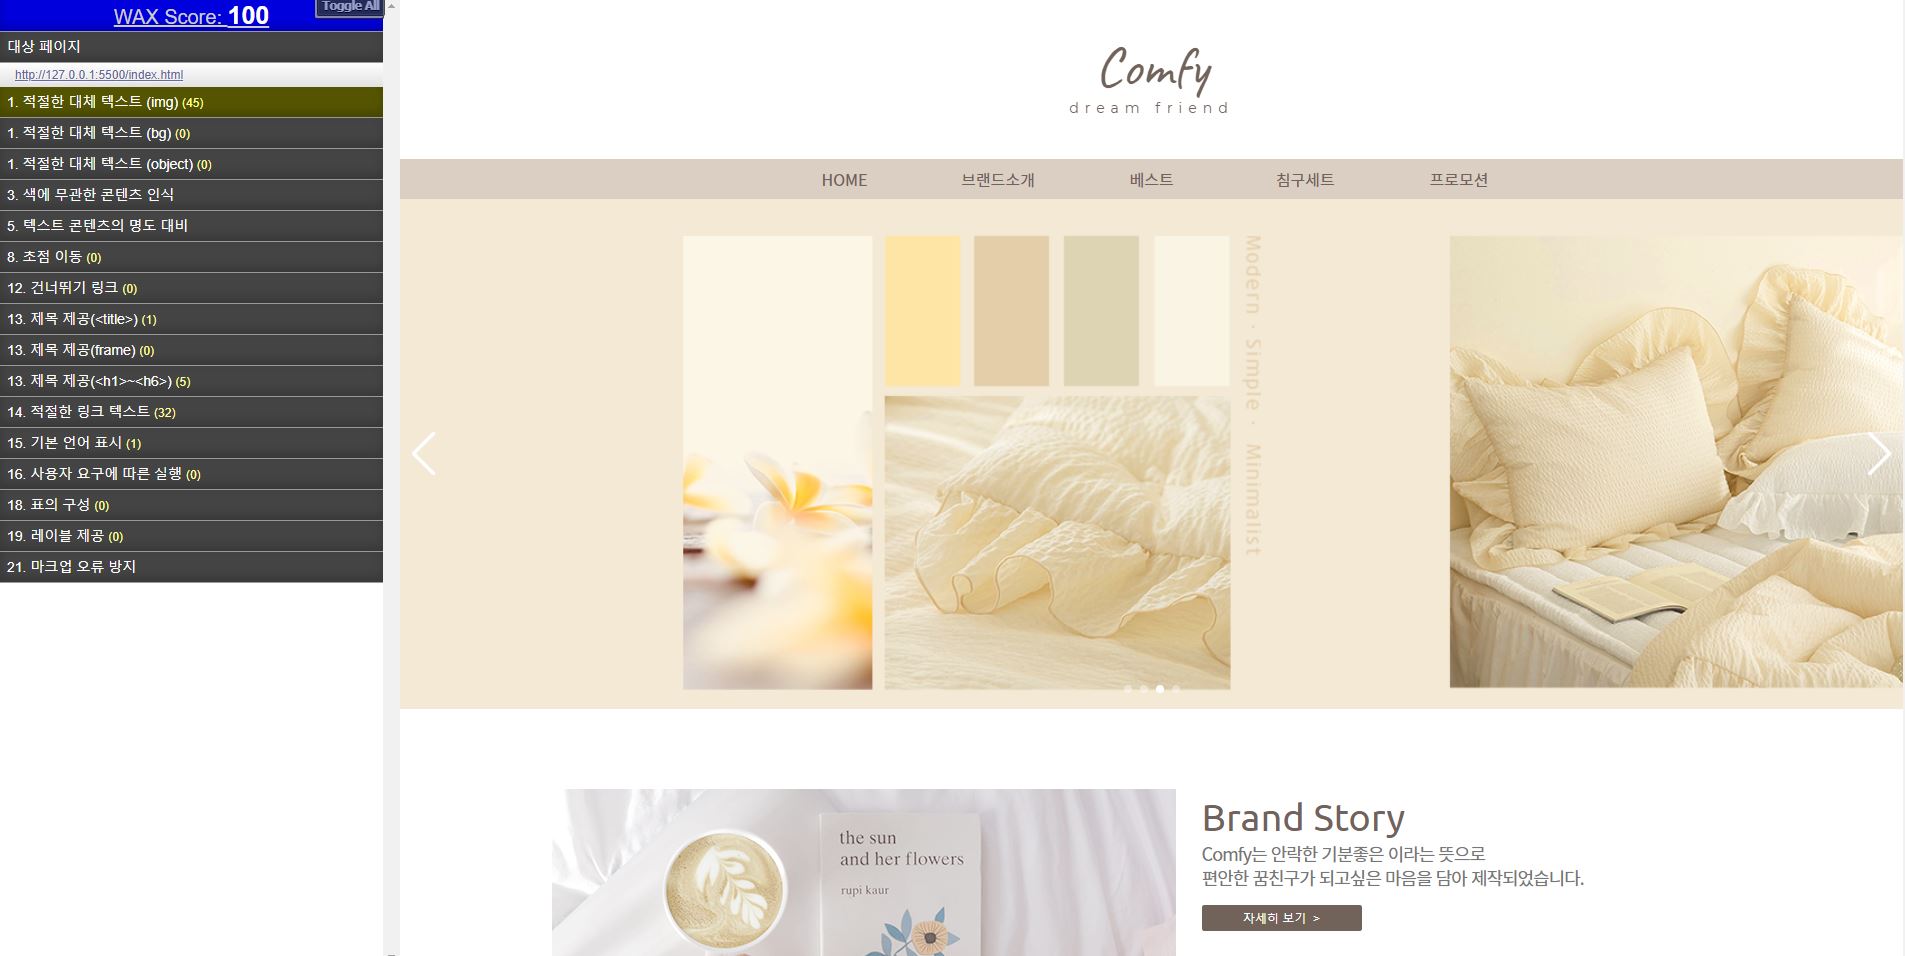 WAX Score: 100
Toggle All
대상 페이지
http://127.0.0.1:5500/index.html
1. 적절한 대체 텍스트 (img) (45)
1. 적절한 대체 텍스트 (bg) (0)
1. 적절한 대체 텍스트 (object) (0)
3. 색에 무관한 콘텐츠 인식
5. 텍스트 콘텐츠의 명도 대비
8. 초점 이동 (0)
12. 건너뛰기 링크 (0)
13. 제목 제공(<title>) (1)
13. 제목 제공(frame) (0)
13. 제목 제공(<h1>~<h6>) (5)
14. 적절한 링크 텍스트 (32)
15. 기본 언어 표시 (1)
16. 사용자 요구에 따른 실행 (0)
18. 표의 구성 (0)
19. 레이블 제공 (0)
21. 마크업 오류 방지
Comfy
dream friend
HOME 브랜드소개 베스트 침구세트 프로모션
Modern · Simple · Minimalist
the sun
and her flowers
rupi kaur
Brand Story
Comfy는 안락한 기분좋은 이라는 뜻으로
편안한 꿈친구가 되고싶은 마음을 담아 제작되었습니다.
자세히 보기 >